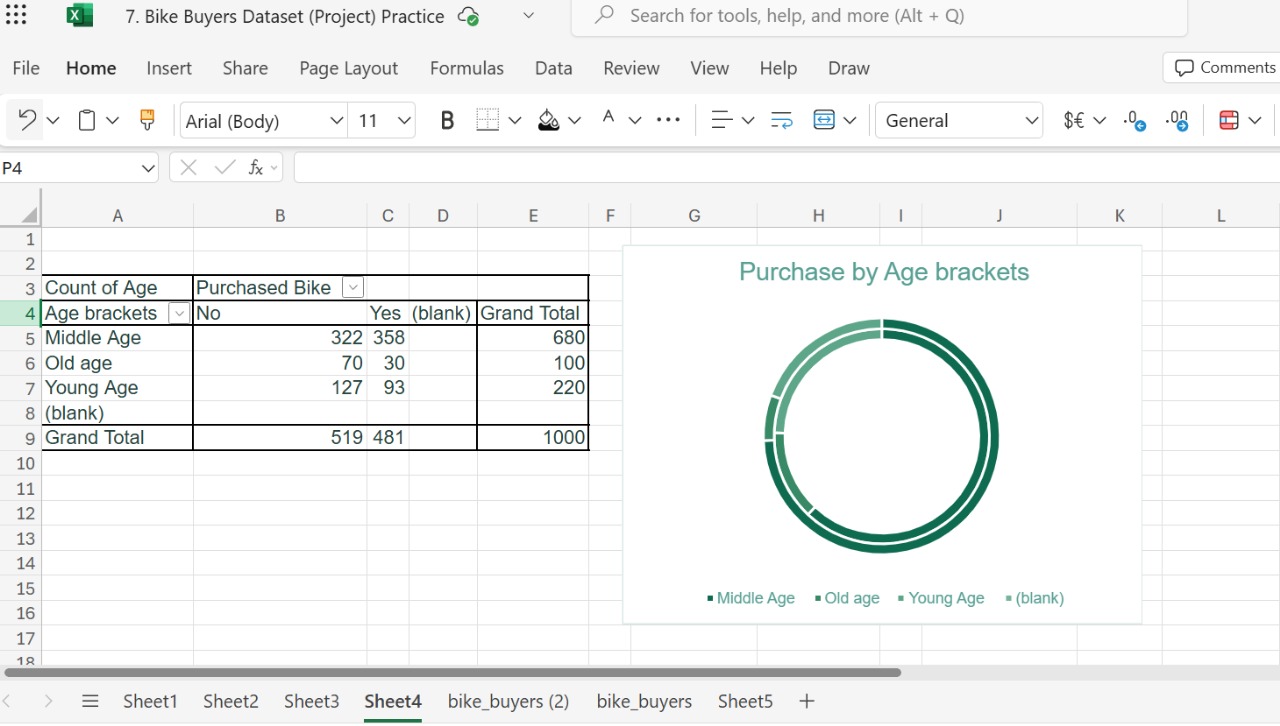 X 7. Bike Buyers Dataset (Project) Practice Search for tools, help, and more (Alt + Q)
File Home Insert Share Page Layout Formulas Data Review View Help Draw Comments
Arial (Body) 11 B A General $€ .0 .00
P4 fx
A B C D E F G H I J K L
1
2
3 Count of Age Purchased Bike
4 Age brackets No Yes (blank) Grand Total
5 Middle Age 322 358 680
6 Old age 70 30 100
7 Young Age 127 93 220
8 (blank)
9 Grand Total 519 481 1000
10
11
12
13
14
15
16
17
18
Purchase by Age brackets
Middle Age Old age Young Age (blank)
Sheet1 Sheet2 Sheet3 Sheet4 bike_buyers (2) bike_buyers Sheet5